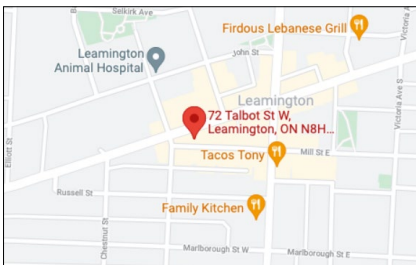 Selkirk Ave
Firdous Lebanese Grill
Leamington
Animal Hospital
john St
Victoria Ave S
Leamington
72 Talbot St W,
Leamington, ON N8H...
Elliott St
Tacos Tony
Mill St E
Russell St
Family Kitchen
Chestnut St
Marlborough St W
Marlborough St E